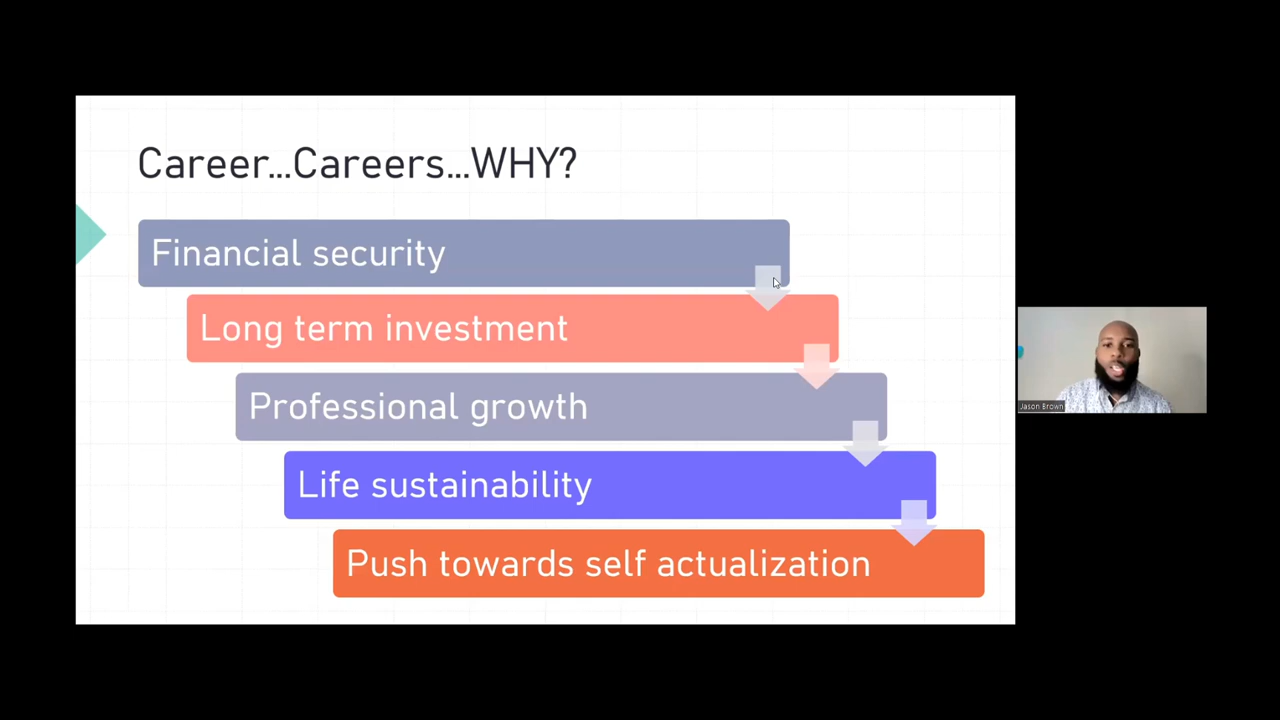 Career...Careers...WHY?
Financial security
Long term investment
Professional growth
Life sustainability
Push towards self actualization
Jason Brown